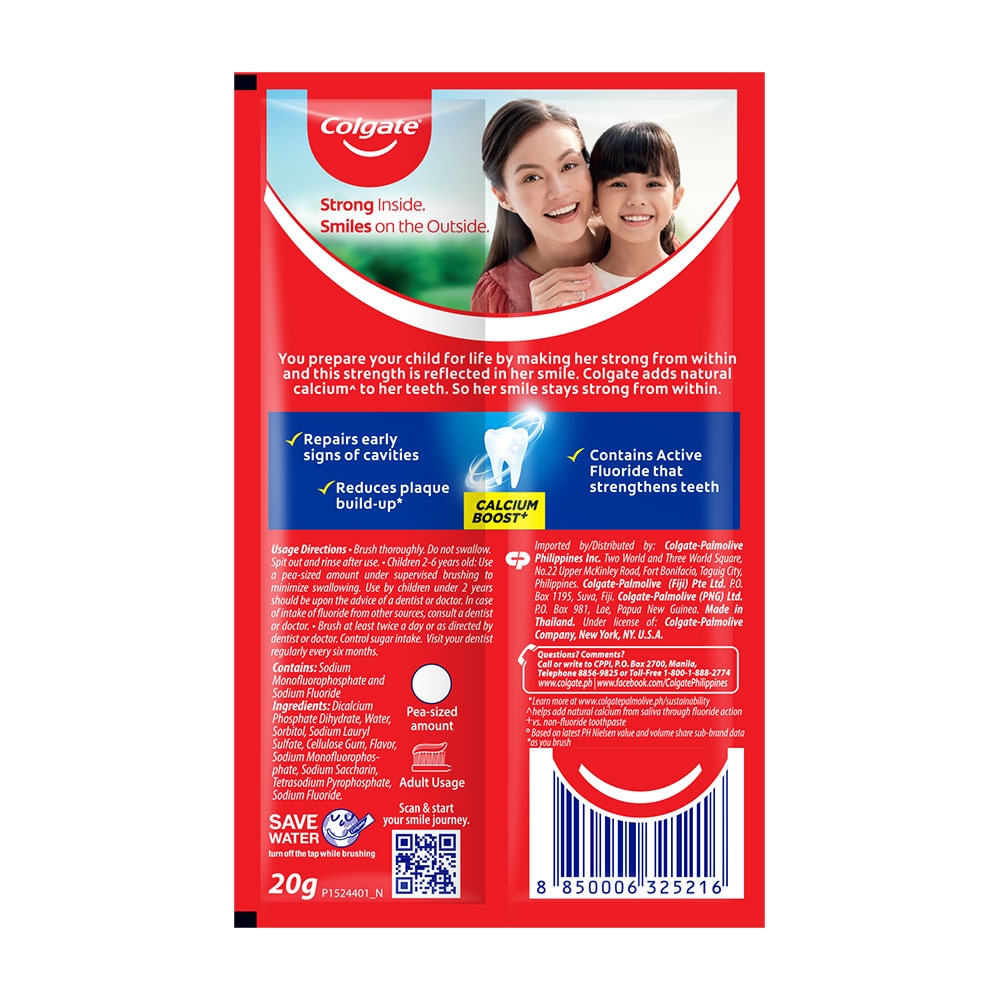 Colgate®
Strong Inside.
Smiles on the Outside.
You prepare your child for life by making her strong from within
and this strength is reflected in her smile. Colgate adds natural
calcium^ to her teeth. So her smile stays strong from within.
Repairs early
signs of cavities
Reduces plaque
build-up*
CALCIUM
BOOST+
Contains Active
Fluoride that
strengthens teeth
Usage Directions • Brush thoroughly. Do not swallow.
Spit out and rinse after use. • Children 2-6 years old: Use
a pea-sized amount under supervised brushing to
minimize swallowing. Use by children under 2 years
should be upon the advice of a dentist or doctor. In case
of intake of fluoride from other sources, consult a dentist
or doctor. • Brush at least twice a day or as directed by
dentist or doctor. Control sugar intake. Visit your dentist
regularly every six months.
Contains: Sodium
Monofluorophosphate and
Sodium Fluoride
Ingredients: Dicalcium
Phosphate Dihydrate, Water,
Sorbitol, Sodium Lauryl
Sulfate, Cellulose Gum, Flavor,
Sodium Monofluorophos-
phate, Sodium Saccharin,
Tetrasodium Pyrophosphate,
Sodium Fluoride.
Pea-sized
amount
Adult Usage
SAVE
WATER
turn off the tap while brushing
Scan & start
your smile journey.
20g P1524401_N
CP
Imported by/Distributed by: Colgate-Palmolive
Philippines Inc. Two World and Three World Square,
No.22 Upper McKinley Road, Fort Bonifacio, Taguig City,
Philippines. Colgate-Palmolive (Fiji) Pte Ltd. P.O.
Box 1195, Suva, Fiji. Colgate-Palmolive (PNG) Ltd.
P.O. Box 981, Lae, Papua New Guinea. Made in
Thailand. Under license of: Colgate-Palmolive
Company, New York, NY. U.S.A.
Questions? Comments?
Call or write to CPPI, P.O. Box 2700, Manila,
Telephone 8856-9825 or Toll-Free 1-800-1-888-2774
www.colgate.ph | www.facebook.com/ColgatePhilippines
*Learn more at www.colgatepalmolive.ph/sustainability
^helps add natural calcium from saliva through fluoride action
+vs. non-fluoride toothpaste
° Based on latest PH Nielsen value and volume share sub-brand data
*as you brush
8 850006 325216